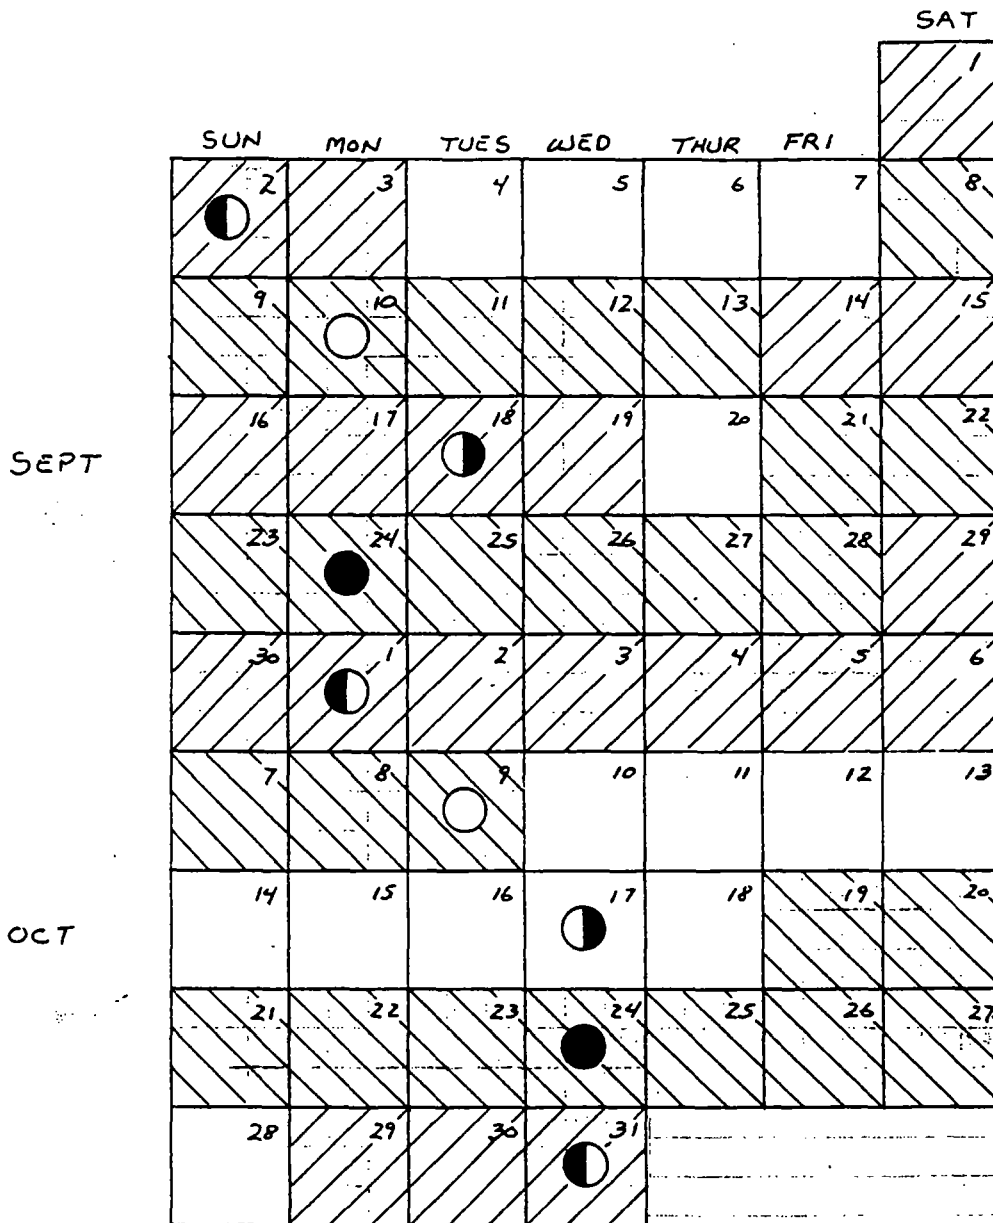 SAT
1
SUN MON TUES WED THUR FRI
2 3 4 5 6 7 8
9 10 11 12 13 14 15
SEPT 16 17 18 19 20 21 22
23 24 25 26 27 28 29
30 1 2 3 4 5 6
7 8 9 10 11 12 13
OCT 14 15 16 17 18 19 20
21 22 23 24 25 26 27
28 29 30 31